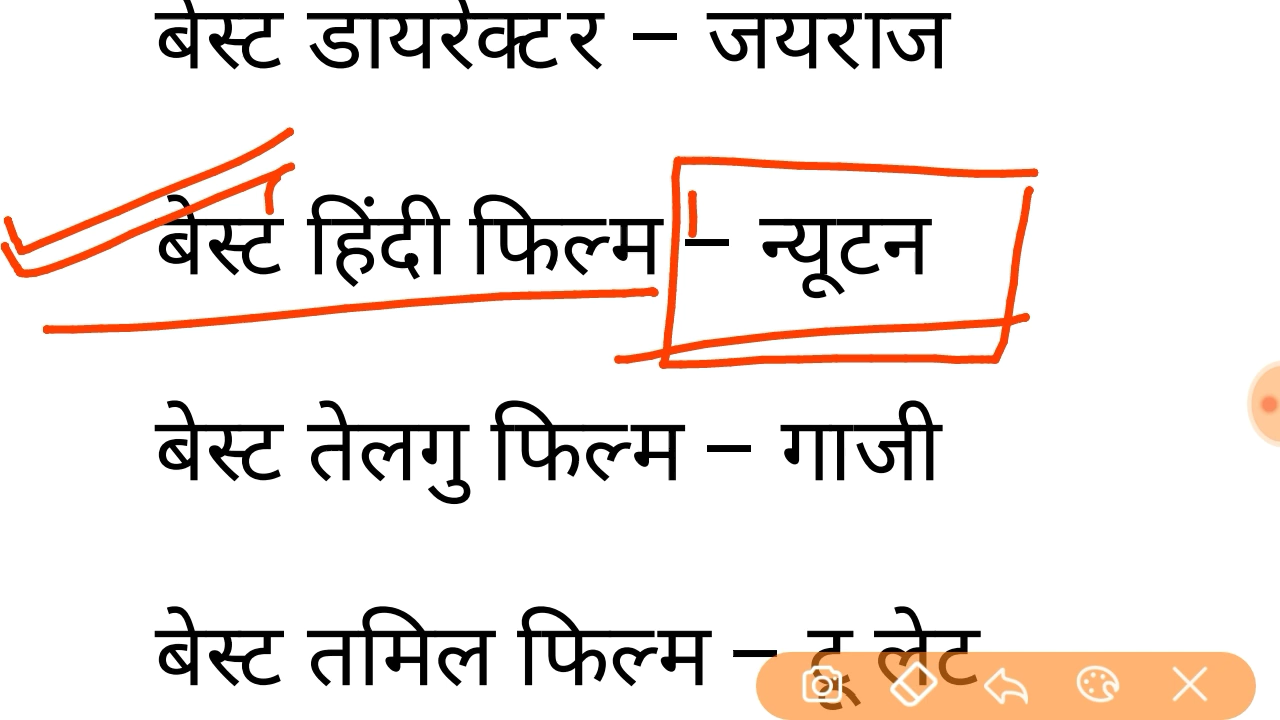 बेस्ट डायरेक्टर – जयराज
बेस्ट हिंदी फिल्म – न्यूटन
बेस्ट तेलगु फिल्म – गाजी
बेस्ट तमिल फिल्म – टू लेट